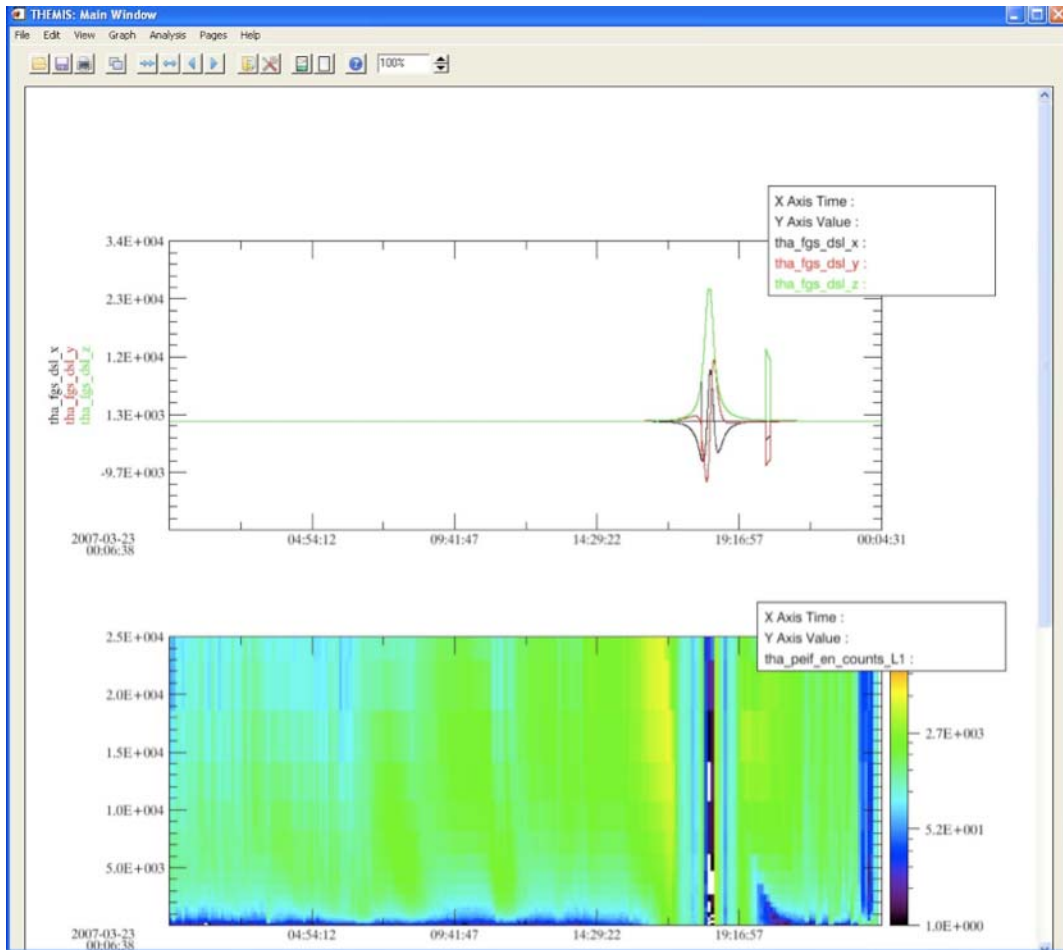 THEMIS: Main Window
File Edit View Graph Analysis Pages Help
100%
X Axis Time :
Y Axis Value :
tha_fgs_dsl_x :
tha_fgs_dsl_y :
tha_fgs_dsl_z :
3.4E+004
2.3E+004
1.2E+004
1.3E+003
-9.7E+003
tha_fgs_dsl_x
tha_fgs_dsl_y
tha_fgs_dsl_z
2007-03-23
00:06:38
04:54:12 09:41:47 14:29:22 19:16:57 00:04:31
X Axis Time :
Y Axis Value :
tha_peif_en_counts_L1 :
2.5E+004
2.0E+004
1.5E+004
1.0E+004
5.0E+003
2.7E+003
5.2E+001
1.0E+000
2007-03-23
00:06:38
04:54:12 09:41:47 14:29:22 19:16:57